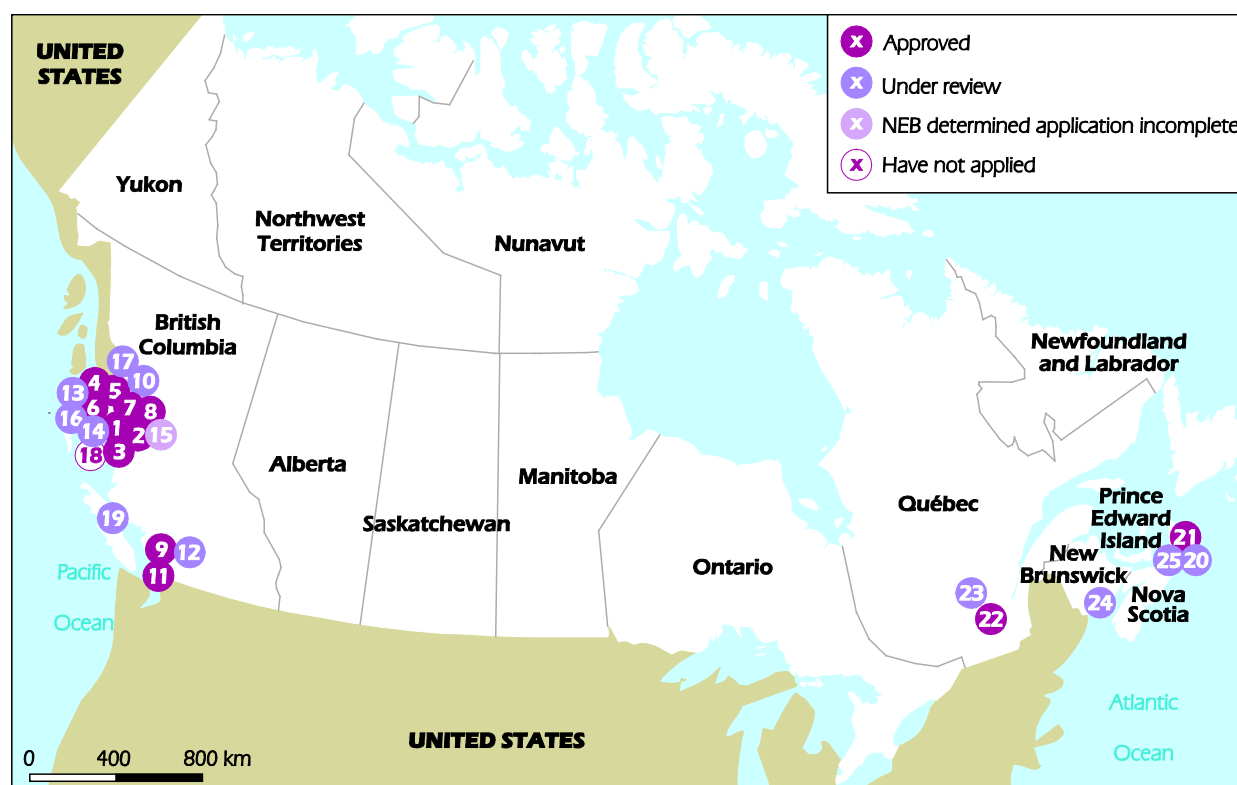 UNITED
STATES
x Approved
x Under review
x NEB determined application incomplete
x Have not applied
Yukon
Northwest
Territories
Nunavut
British
Columbia
Newfoundland
and Labrador
17
4
5
10
13
6
7
8
16
14
1
2
15
18
3
Alberta
Manitoba
Saskatchewan
Québec
Prince
Edward
Island
21
25
20
19
9
12
11
Pacific
Ocean
Ontario
New
Brunswick
Nova
Scotia
23
22
24
Atlantic
Ocean
UNITED STATES
0 400 800 km